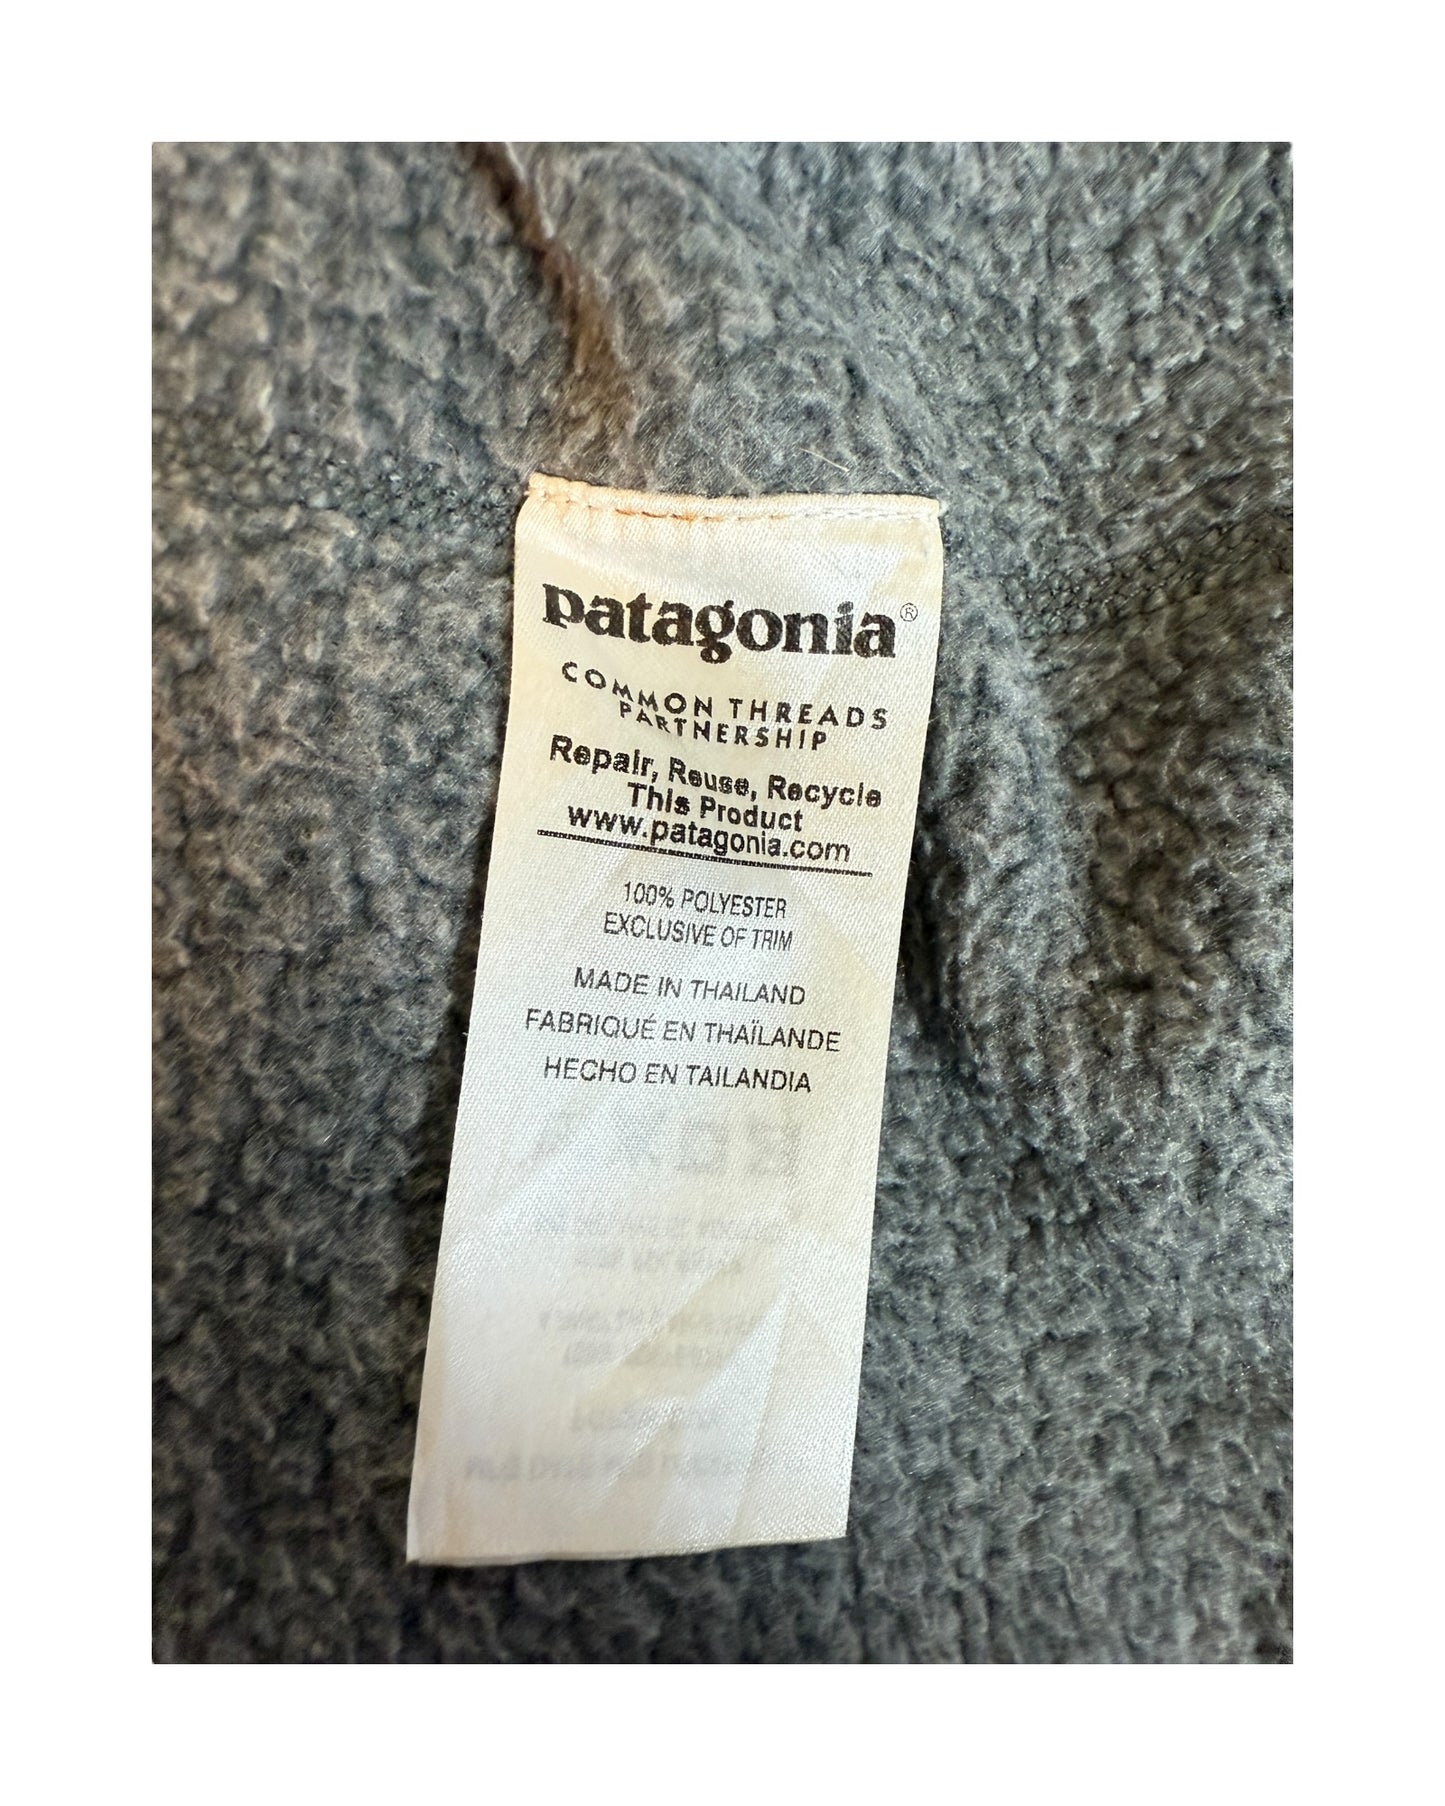 patagonia®
COMMON THREADS
PARTNERSHIP
Repair, Reuse, Recycle
This Product
www.patagonia.com
100% POLYESTER
EXCLUSIVE OF TRIM
MADE IN THAILAND
FABRIQUÉ EN THAÏLANDE
HECHO EN TAILANDIA